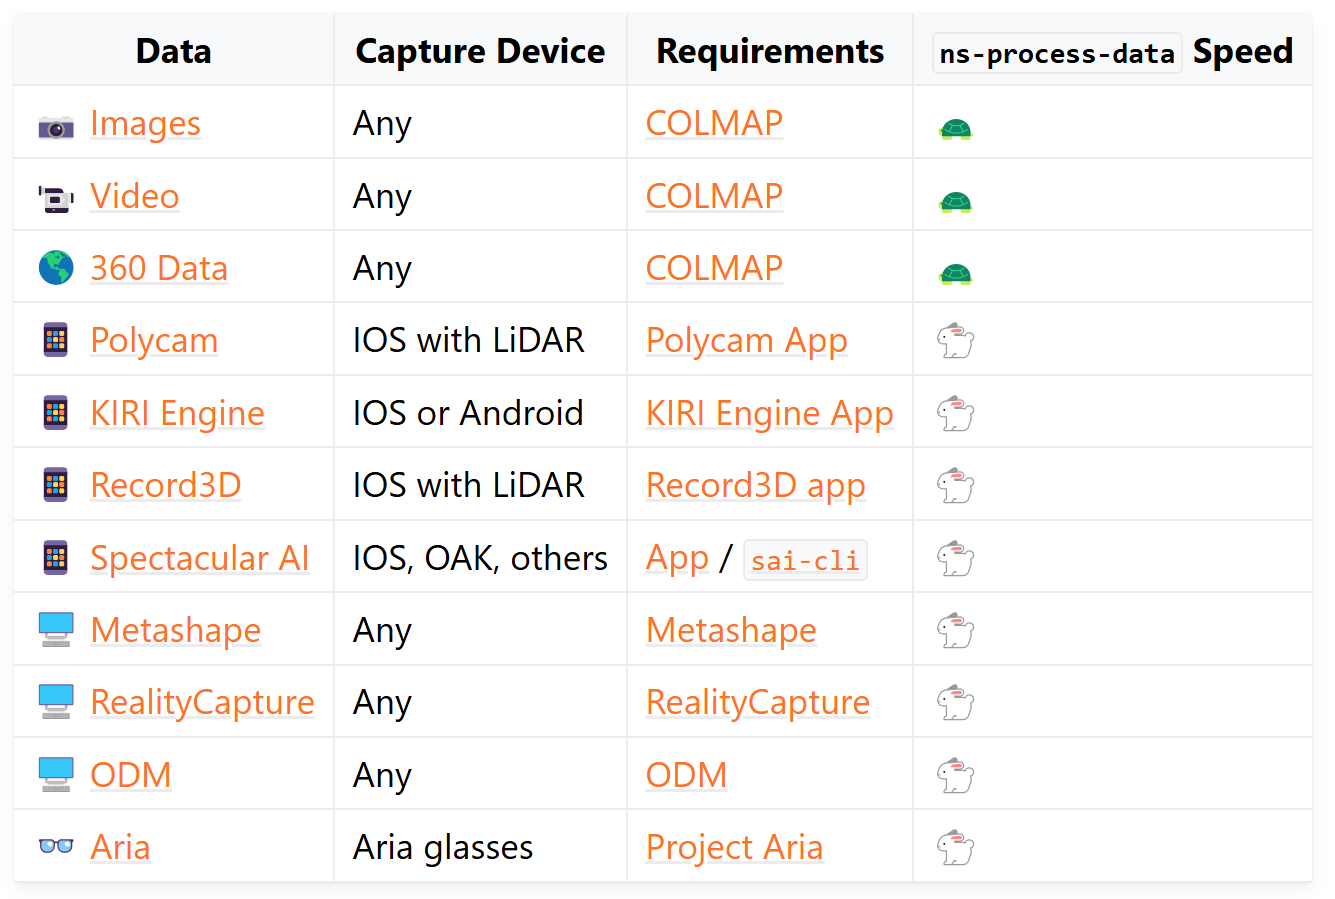 Data Capture Device Requirements ns-process-data Speed
Images Any COLMAP
Video Any COLMAP
360 Data Any COLMAP
Polycam IOS with LiDAR Polycam App
KIRI Engine IOS or Android KIRI Engine App
Record3D IOS with LiDAR Record3D app
Spectacular AI IOS, OAK, others App / sai-cli
Metashape Any Metashape
RealityCapture Any RealityCapture
ODM Any ODM
Aria Aria glasses Project Aria